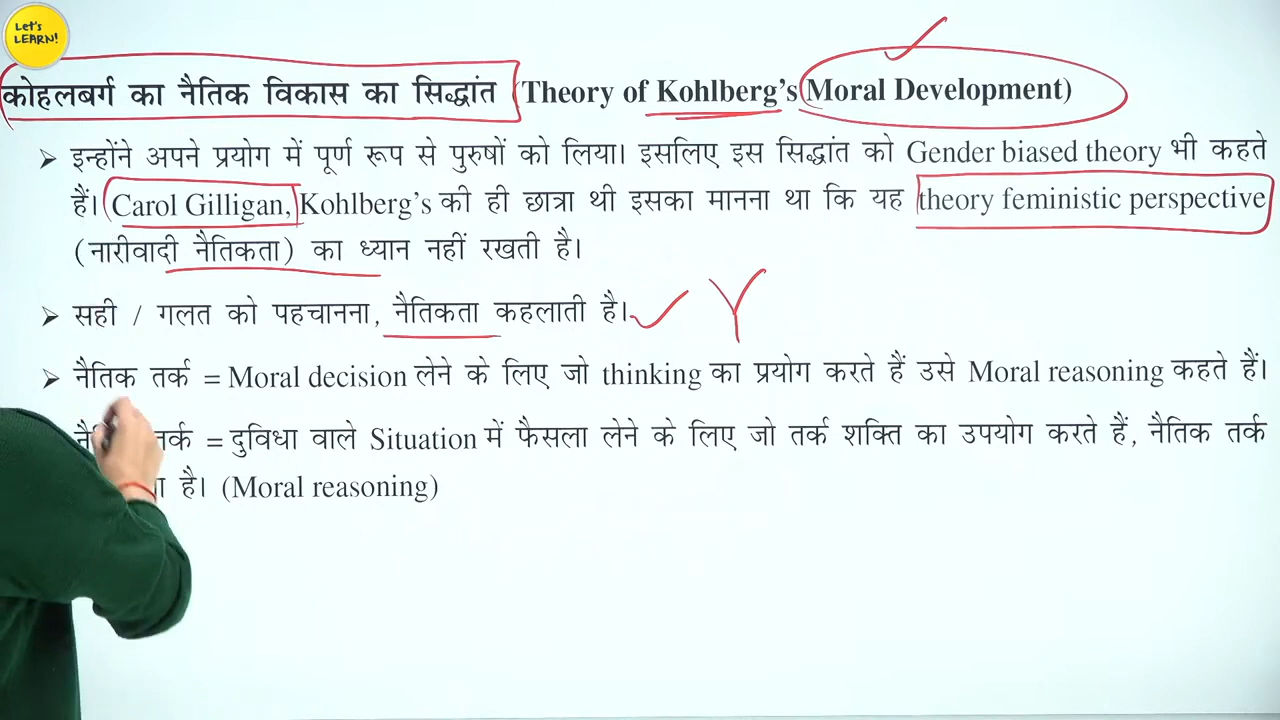 Let's
LEARN!
कोहलबर्ग का नैतिक विकास का सिद्धांत (Theory of Kohlberg's Moral Development)
➢ इन्होंने अपने प्रयोग में पूर्ण रूप से पुरुषों को लिया। इसलिए इस सिद्धांत को Gender biased theory भी कहते
हैं। Carol Gilligan, Kohlberg's की ही छात्रा थी इसका मानना था कि यह theory feministic perspective
(नारीवादी नैतिकता) का ध्यान नहीं रखती है।
➢ सही / गलत को पहचानना, नैतिकता कहलाती है।
➢ नैतिक तर्क = Moral decision लेने के लिए जो thinking का प्रयोग करते हैं उसे Moral reasoning कहते हैं।
तर्क = दुविधा वाले Situation में फैसला लेने के लिए जो तर्क शक्ति का उपयोग करते हैं, नैतिक तर्क
है। (Moral reasoning)